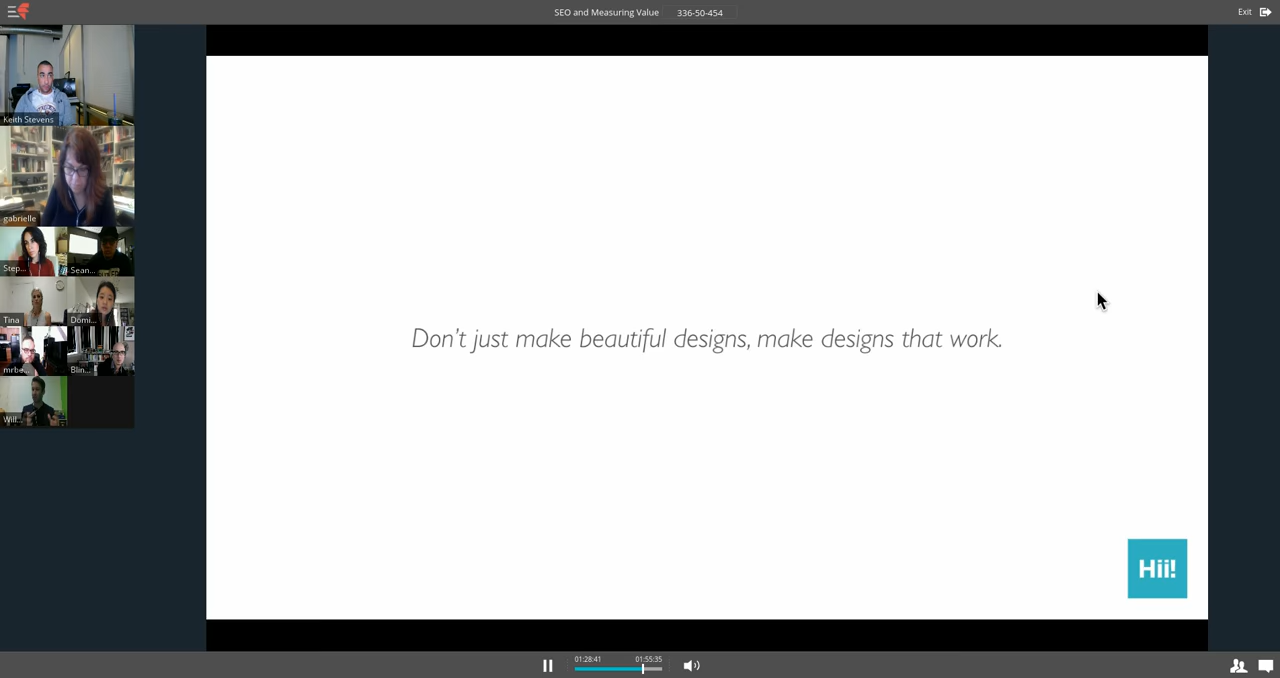 SEO and Measuring Value 336-50-454
Exit
Keith Stevens
gabrielle
Step...
Sean...
Tina
Domi...
mrbe...
Blin...
Will...
Don't just make beautiful designs, make designs that work.
Hii!
01:28:41 01:55:35